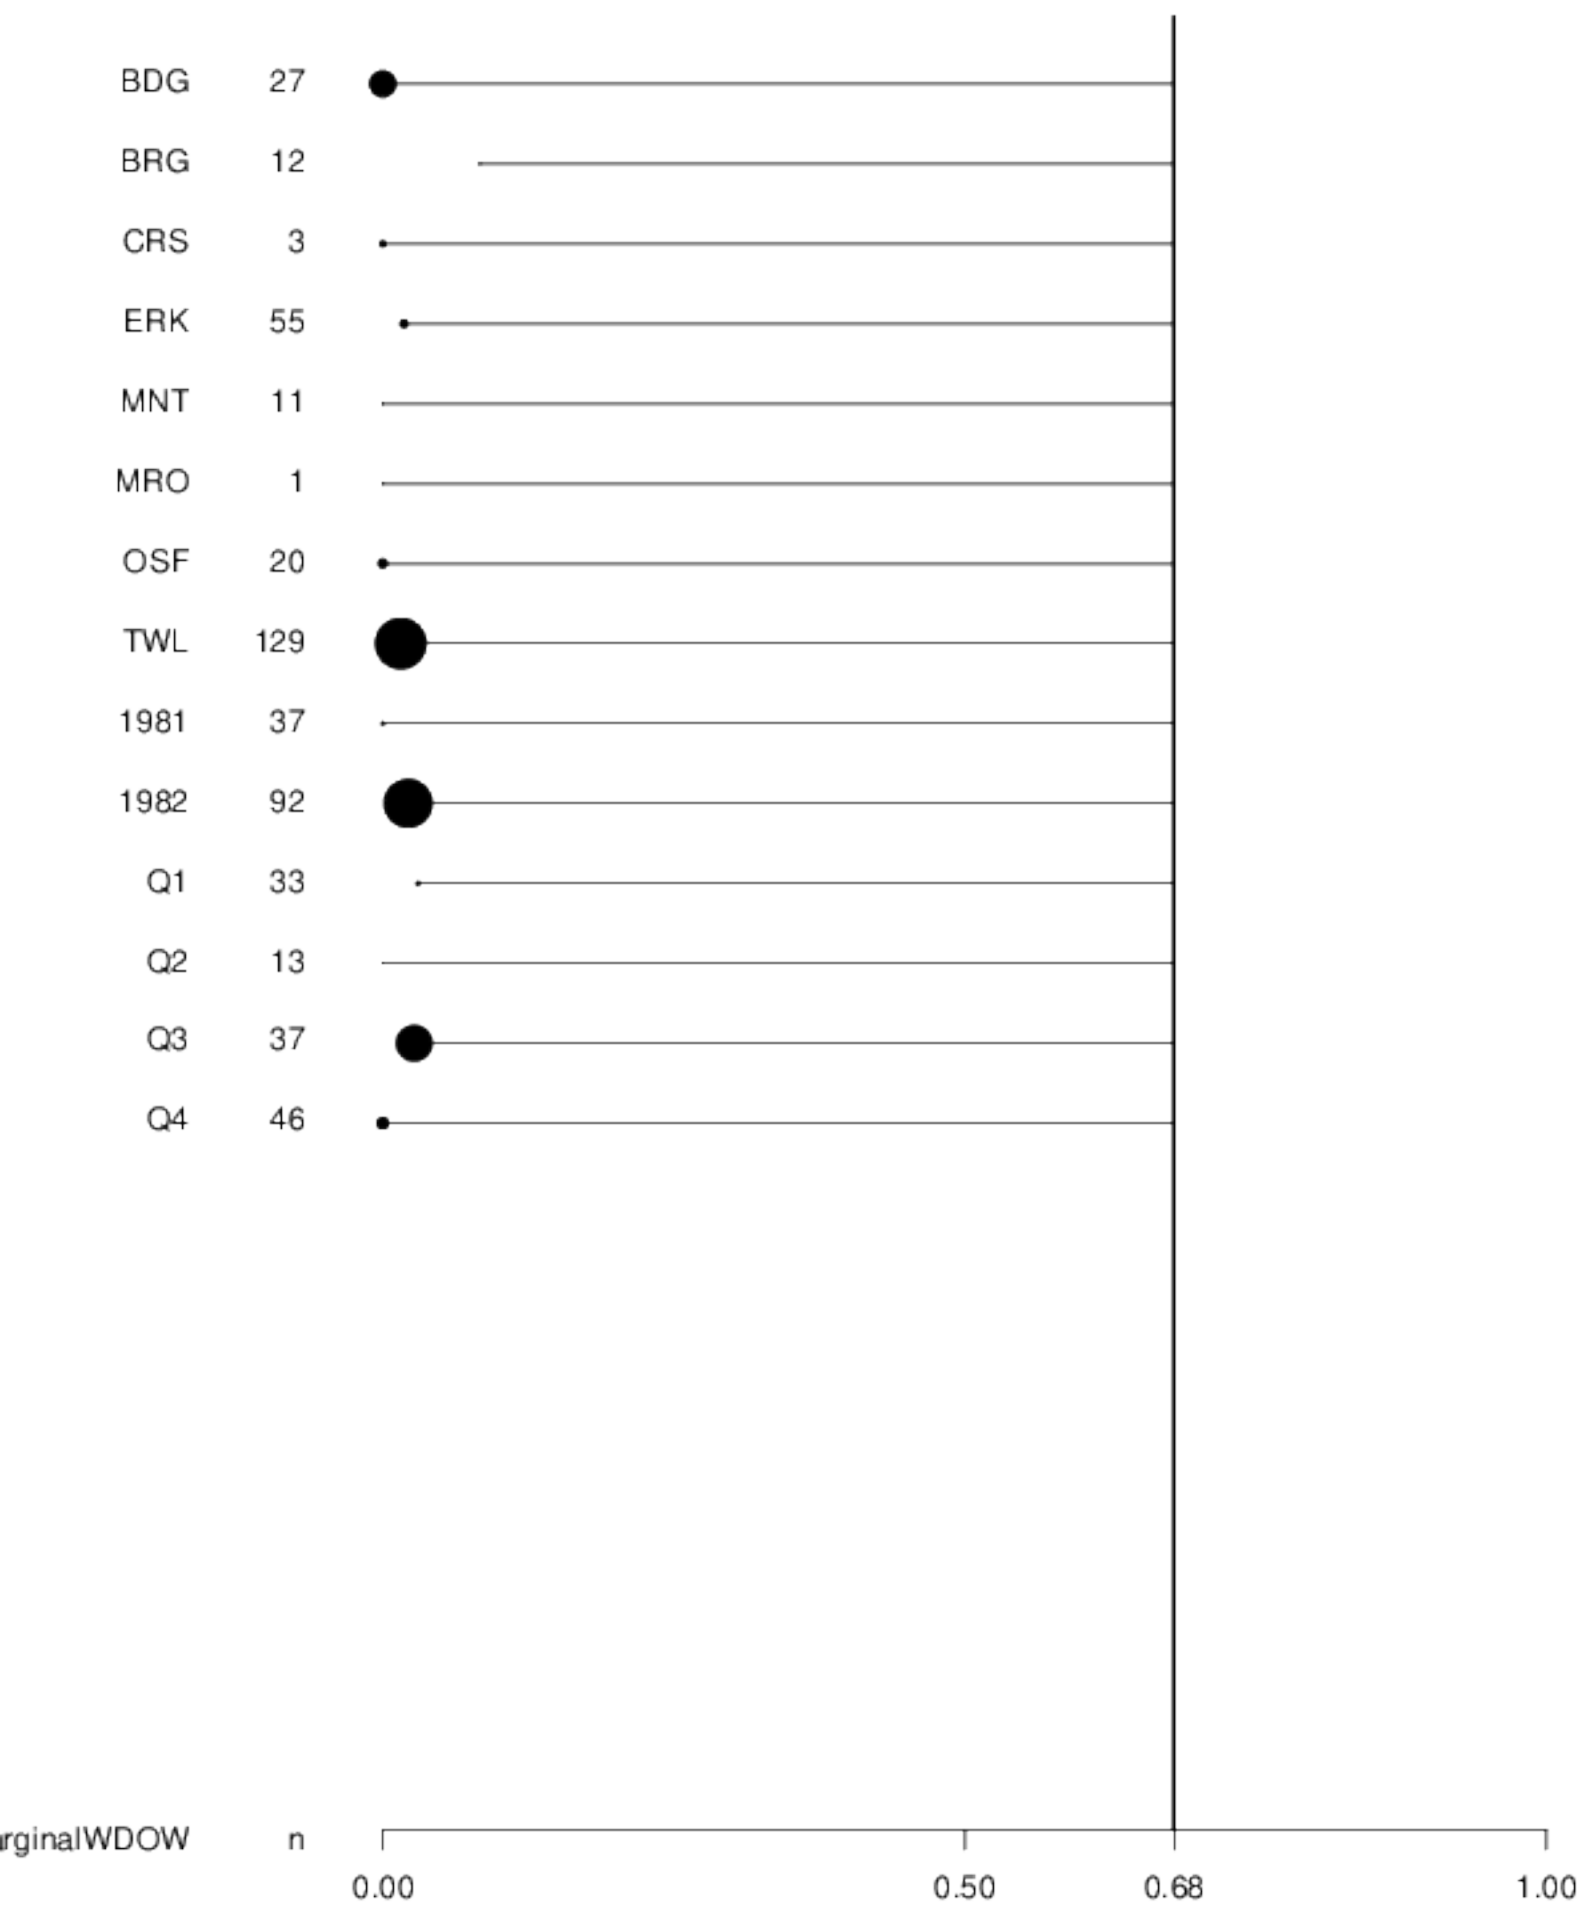 BDG 27
BRG 12
CRS 3
ERK 55
MNT 11
MRO 1
OSF 20
TWL 129
1981 37
1982 92
Q1 33
Q2 13
Q3 37
Q4 46
rginalWDOW n
0.00 0.50 0.68 1.00